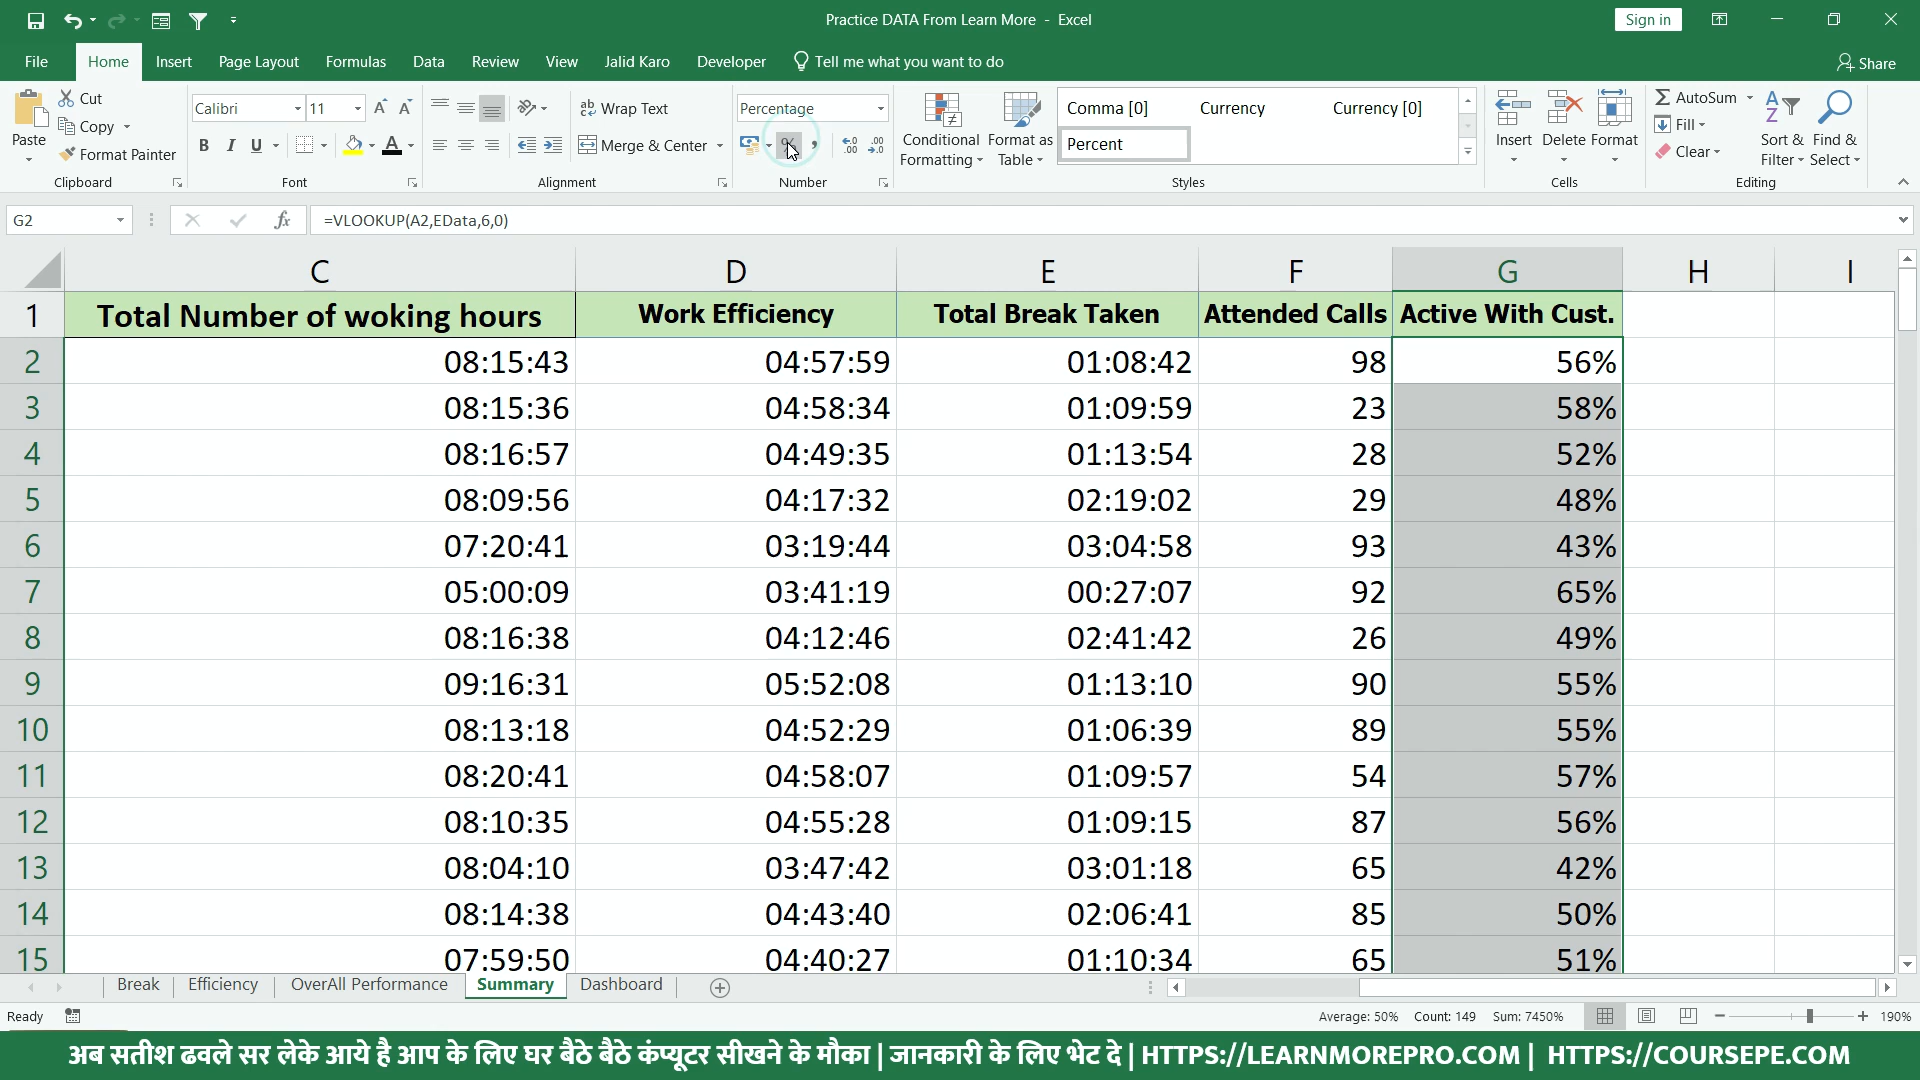 Practice DATA From Learn More - Excel
Sign in
File Home Insert Page Layout Formulas Data Review View Jalid Karo Developer Tell me what you want to do Share
Paste Cut Copy Format Painter Clipboard
Calibri 11 B I U A Font
Wrap Text Merge & Center Alignment
Percentage % , Number
Conditional Formatting Format as Table
Comma [0] Currency Currency [0]
Percent
Styles
Insert Delete Format Cells
AutoSum Fill Clear Sort & Filter Find & Select Editing
G2 fx =VLOOKUP(A2,EData,6,0)
C D E F G H I
1 Total Number of woking hours Work Efficiency Total Break Taken Attended Calls Active With Cust.
2 08:15:43 04:57:59 01:08:42 98 56%
3 08:15:36 04:58:34 01:09:59 23 58%
4 08:16:57 04:49:35 01:13:54 28 52%
5 08:09:56 04:17:32 02:19:02 29 48%
6 07:20:41 03:19:44 03:04:58 93 43%
7 05:00:09 03:41:19 00:27:07 92 65%
8 08:16:38 04:12:46 02:41:42 26 49%
9 09:16:31 05:52:08 01:13:10 90 55%
10 08:13:18 04:52:29 01:06:39 89 55%
11 08:20:41 04:58:07 01:09:57 54 57%
12 08:10:35 04:55:28 01:09:15 87 56%
13 08:04:10 03:47:42 03:01:18 65 42%
14 08:14:38 04:43:40 02:06:41 85 50%
15 07:59:50 04:40:27 01:10:34 65 51%
Break Efficiency OverAll Performance Summary Dashboard
Ready Average: 50% Count: 149 Sum: 7450% 190%
अब सतीश ढवले सर लेके आये है आप के लिए घर बैठे बैठे कंप्यूटर सीखने के मौका | जानकारी के लिए भेट दे | HTTPS://LEARNMOREPRO.COM | HTTPS://COURSEPE.COM